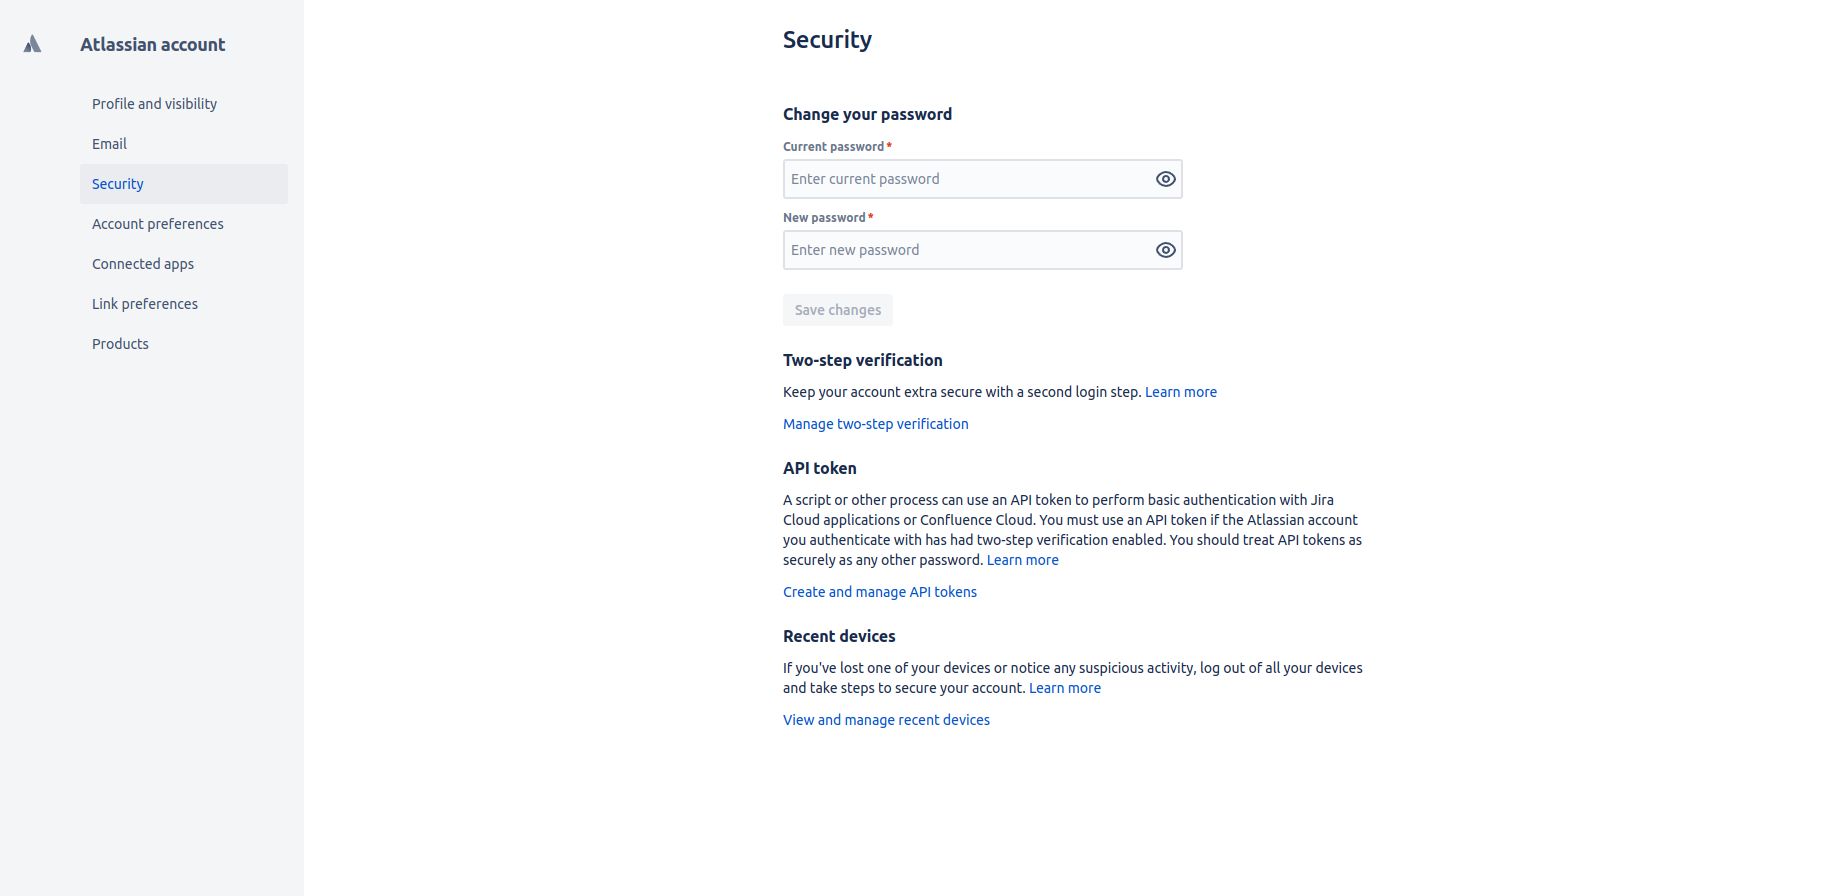 Atlassian account
Profile and visibility
Email
Security
Account preferences
Connected apps
Link preferences
Products
Security
Change your password
Current password *
Enter current password
New password *
Enter new password
Save changes
Two-step verification
Keep your account extra secure with a second login step. Learn more
Manage two-step verification
API token
A script or other process can use an API token to perform basic authentication with Jira
Cloud applications or Confluence Cloud. You must use an API token if the Atlassian account
you authenticate with has had two-step verification enabled. You should treat API tokens as
securely as any other password. Learn more
Create and manage API tokens
Recent devices
If you've lost one of your devices or notice any suspicious activity, log out of all your devices
and take steps to secure your account. Learn more
View and manage recent devices